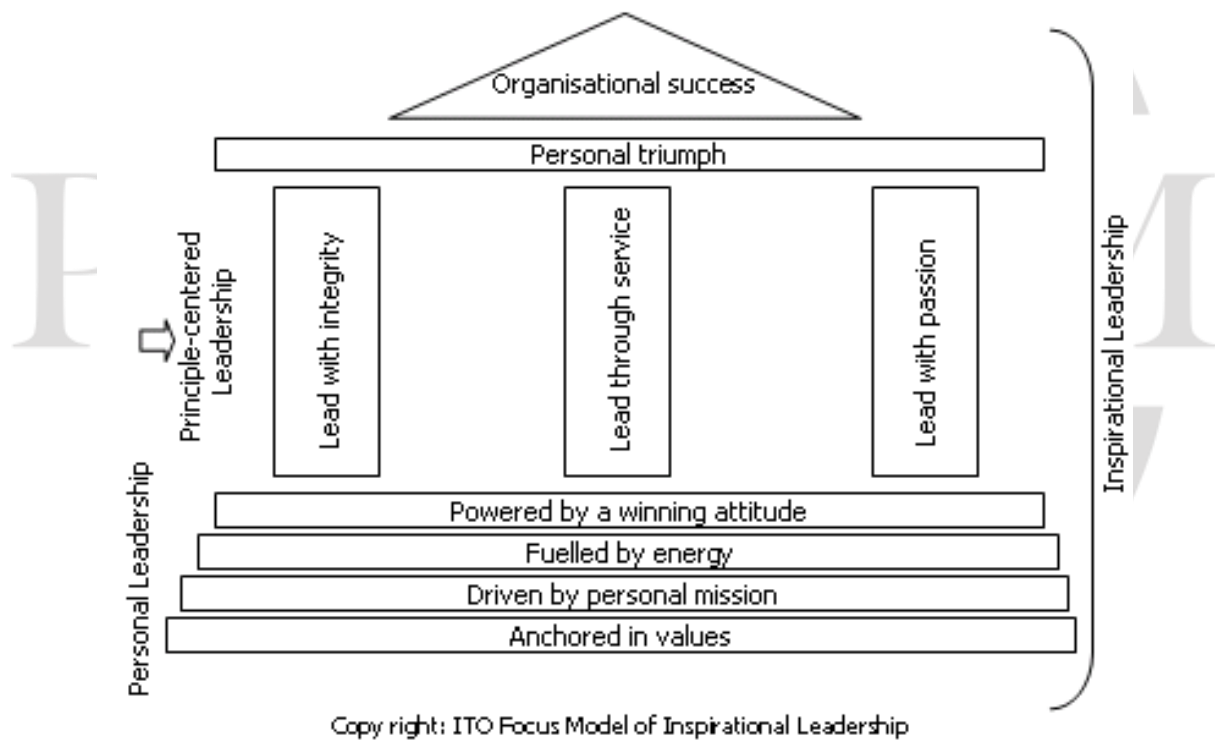 Organisational success
Personal triumph
Principle-centered
Leadership
Lead with integrity
Lead through service
Lead with passion
Inspirational Leadership
Personal Leadership
Powered by a winning attitude
Fuelled by energy
Driven by personal mission
Anchored in values
Copy right: ITO Focus Model of Inspirational Leadership